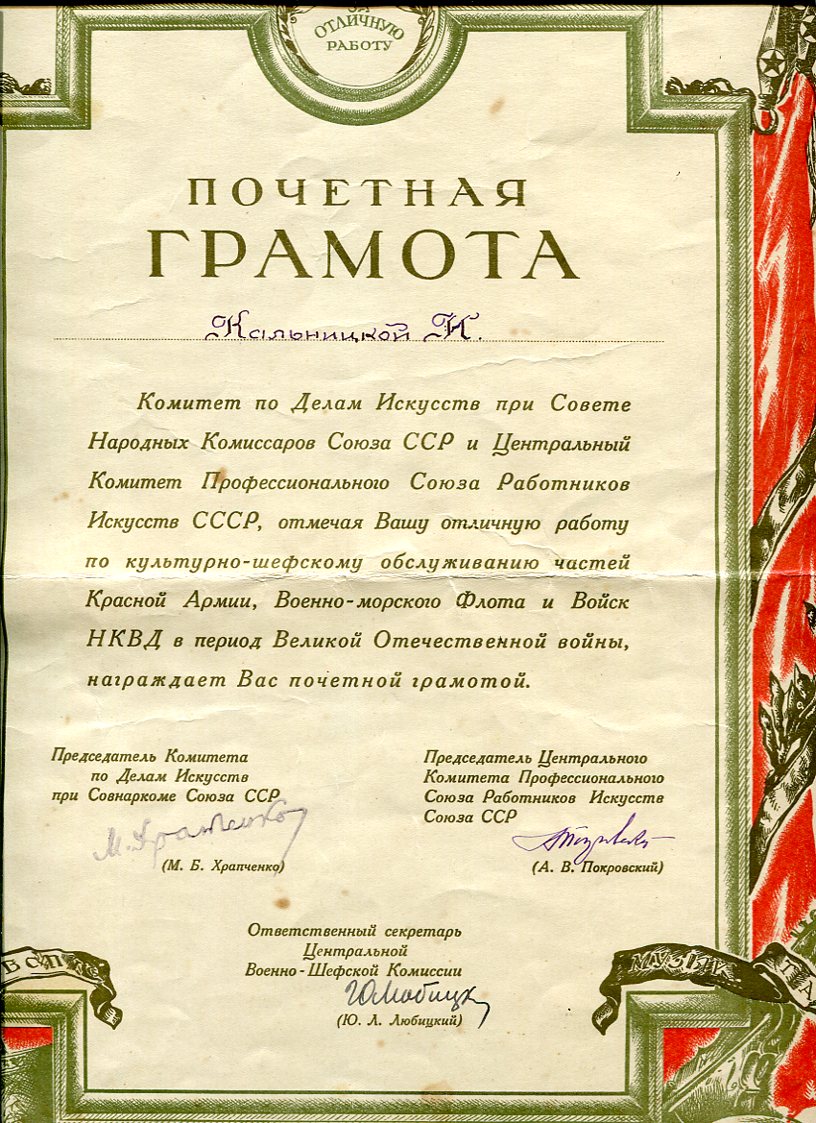 ЗА
ОТЛИЧНУЮ
РАБОТУ
ПОЧЕТНАЯ
ГРАМОТА
Кальницкой К.
Комитет по Делам Искусств при Совете
Народных Комиссаров Союза ССР и Центральный
Комитет Профессионального Союза Работников
Искусств СССР, отмечая Вашу отличную работу
по культурно-шефскому обслуживанию частей
Красной Армии, Военно-морского Флота и Войск
НКВД в период Великой Отечественной войны,
награждает Вас почетной грамотой.
Председатель Комитета
по Делам Искусств
при Совнаркоме Союза ССР
М. Храпченко
(М. Б. Храпченко)
Председатель Центрального
Комитета Профессионального
Союза Работников Искусств
Союза ССР
(А. В. Покровский)
Ответственный секретарь
Центральной
Военно-Шефской Комиссии
(Ю. Л. Любицкий)